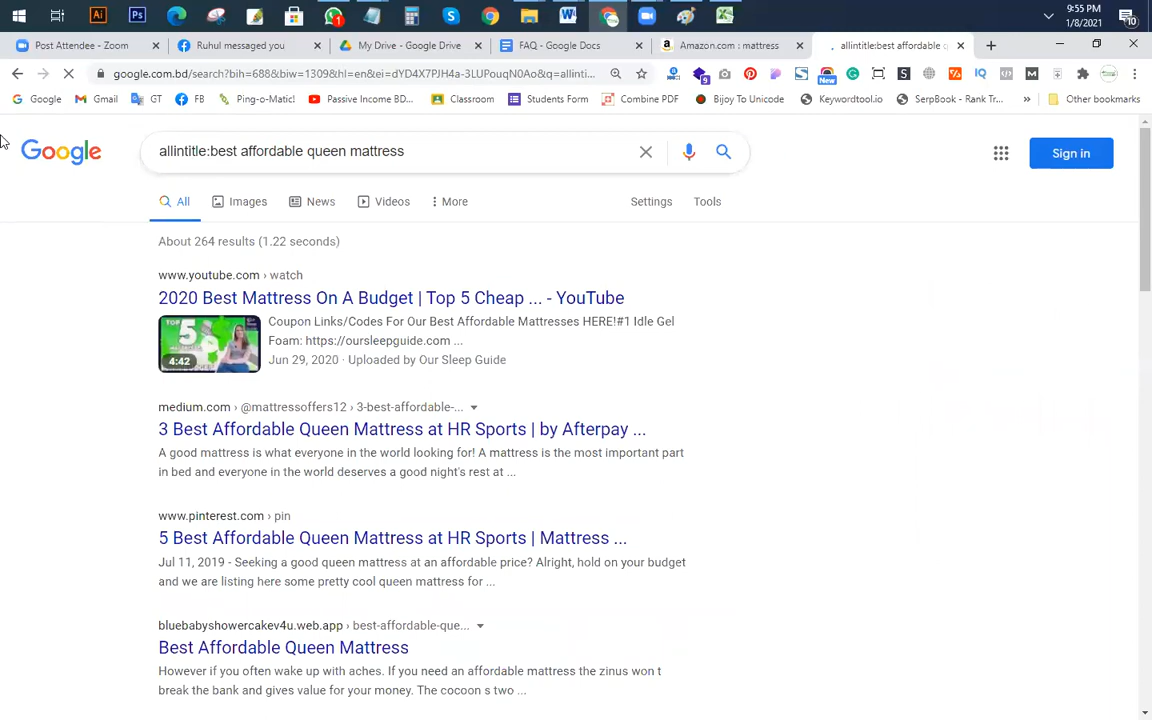 9:55 PM
1/8/2021
10
Post Attendee - Zoom
Ruhul messaged you
My Drive - Google Drive
FAQ - Google Docs
Amazon.com : mattress
allintitle:best affordable q
google.com.bd/search?bih=688&biw=1309&hl=en&ei=dYD4X7PJH4a-3LUPouqN0Ao&q=allinti...
Google
Gmail
GT
FB
Ping-o-Matic!
Passive Income BD...
Classroom
Students Form
Combine PDF
Bijoy To Unicode
Keywordtool.io
SerpBook - Rank Tr...
Other bookmarks
Google
allintitle:best affordable queen mattress
Sign in
All
Images
News
Videos
More
Settings
Tools
About 264 results (1.22 seconds)
www.youtube.com › watch
2020 Best Mattress On A Budget | Top 5 Cheap ... - YouTube
TOP 5
4:42
Coupon Links/Codes For Our Best Affordable Mattresses HERE!#1 Idle Gel
Foam: https://oursleepguide.com ...
Jun 29, 2020 · Uploaded by Our Sleep Guide
medium.com › @mattressoffers12 › 3-best-affordable-...
3 Best Affordable Queen Mattress at HR Sports | by Afterpay ...
A good mattress is what everyone in the world looking for! A mattress is the most important part
in bed and everyone in the world deserves a good night's rest at ...
www.pinterest.com › pin
5 Best Affordable Queen Mattress at HR Sports | Mattress ...
Jul 11, 2019 - Seeking a good queen mattress at an affordable price? Alright, hold on your budget
and we are listing here some pretty cool queen mattress for ...
bluebabyshowercakev4u.web.app › best-affordable-que...
Best Affordable Queen Mattress
However if you often wake up with aches. If you need an affordable mattress the zinus won t
break the bank and gives value for your money. The cocoon s two ...